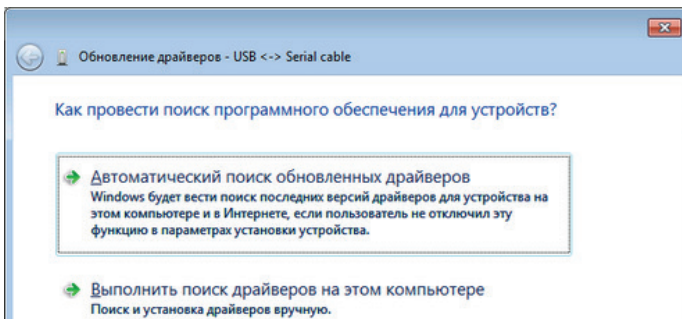 Обновление драйверов - USB <-> Serial cable
Как провести поиск программного обеспечения для устройств?
Автоматический поиск обновленных драйверов
Windows будет вести поиск последних версий драйверов для устройства на
этом компьютере и в Интернете, если пользователь не отключил эту
функцию в параметрах установки устройства.
Выполнить поиск драйверов на этом компьютере
Поиск и установка драйверов вручную.